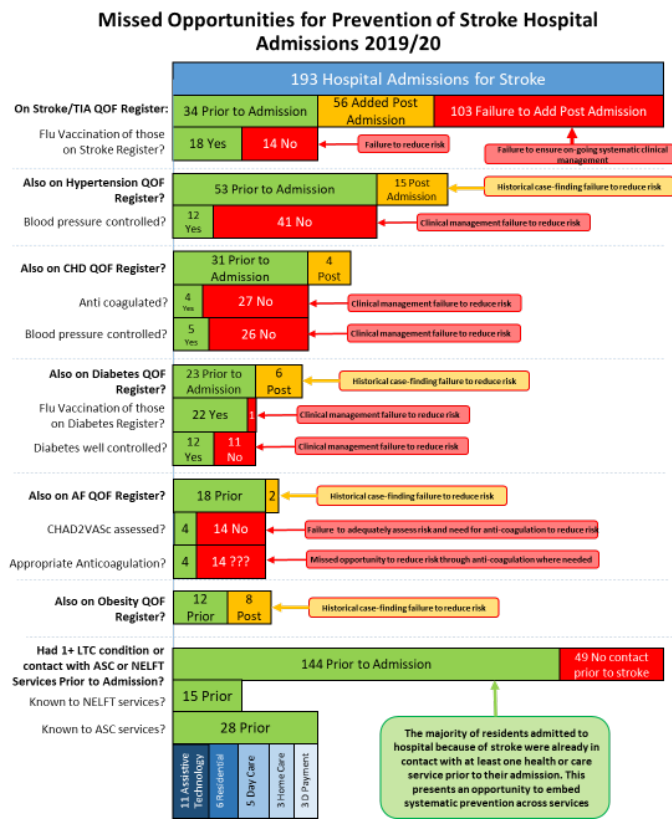 Missed Opportunities for Prevention of Stroke Hospital
Admissions 2019/20
193 Hospital Admissions for Stroke
On Stroke/TIA QOF Register:
34 Prior to Admission
56 Added Post
Admission
103 Failure to Add Post Admission
Flu Vaccination of those
on Stroke Register?
18 Yes
14 No
Failure to reduce risk
Failure to ensure on-going systematic clinical
management
Also on Hypertension QOF
Register?
53 Prior to Admission
15 Post
Admission
Historical case-finding failure to reduce risk
Blood pressure controlled?
12
Yes
41 No
Clinical management failure to reduce risk
Also on CHD QOF Register?
31 Prior to
Admission
4
Post
Anti coagulated?
4
Yes
27 No
Clinical management failure to reduce risk
Blood pressure controlled?
5
Yes
26 No
Clinical management failure to reduce risk
Also on Diabetes QOF
Register?
23 Prior to
Admission
6
Post
Historical case-finding failure to reduce risk
Flu Vaccination of those
on Diabetes Register?
22 Yes
1
Clinical management failure to reduce risk
Diabetes well controlled?
12
Yes
11
No
Clinical management failure to reduce risk
Also on AF QOF Register?
18 Prior
2
Historical case-finding failure to reduce risk
CHAD2VASc assessed?
4
14 No
Failure to adequately assess risk and need for anti-coagulation to reduce risk
Appropriate Anticoagulation?
4
14 ???
Missed opportunity to reduce risk through anti-coagulation where needed
Also on Obesity QOF
Register?
12
Prior
8
Post
Historical case-finding failure to reduce risk
Had 1+ LTC condition or
contact with ASC or NELFT
Services Prior to Admission?
144 Prior to Admission
49 No contact
prior to stroke
Known to NELFT services?
15 Prior
Known to ASC services?
28 Prior
11 Assistive
Technology
6 Residential
5 Day Care
3 Home Care
3 D Payment
The majority of residents admitted to
hospital because of stroke were already in
contact with at least one health or care
service prior to their admission. This
presents an opportunity to embed
systematic prevention across services